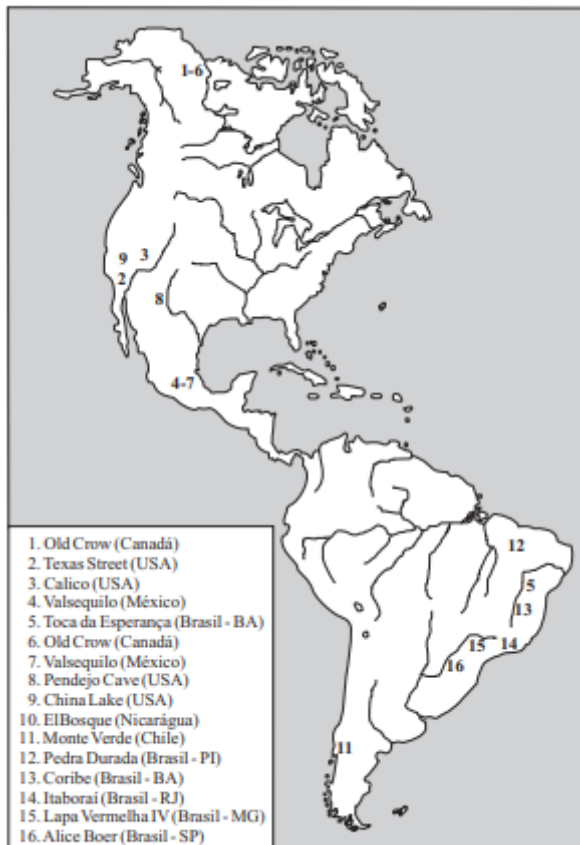 1-6
9 3
2
8
4-7
12
5
13
15 14
16
11
1. Old Crow (Canadá)
2. Texas Street (USA)
3. Calico (USA)
4. Valsequilo (México)
5. Toca da Esperança (Brasil - BA)
6. Old Crow (Canadá)
7. Valsequilo (México)
8. Pendejo Cave (USA)
9. China Lake (USA)
10. ElBosque (Nicarágua)
11. Monte Verde (Chile)
12. Pedra Durada (Brasil - PI)
13. Coribe (Brasil - BA)
14. Itaboraí (Brasil - RJ)
15. Lapa Vermelha IV (Brasil - MG)
16. Alice Boer (Brasil - SP)